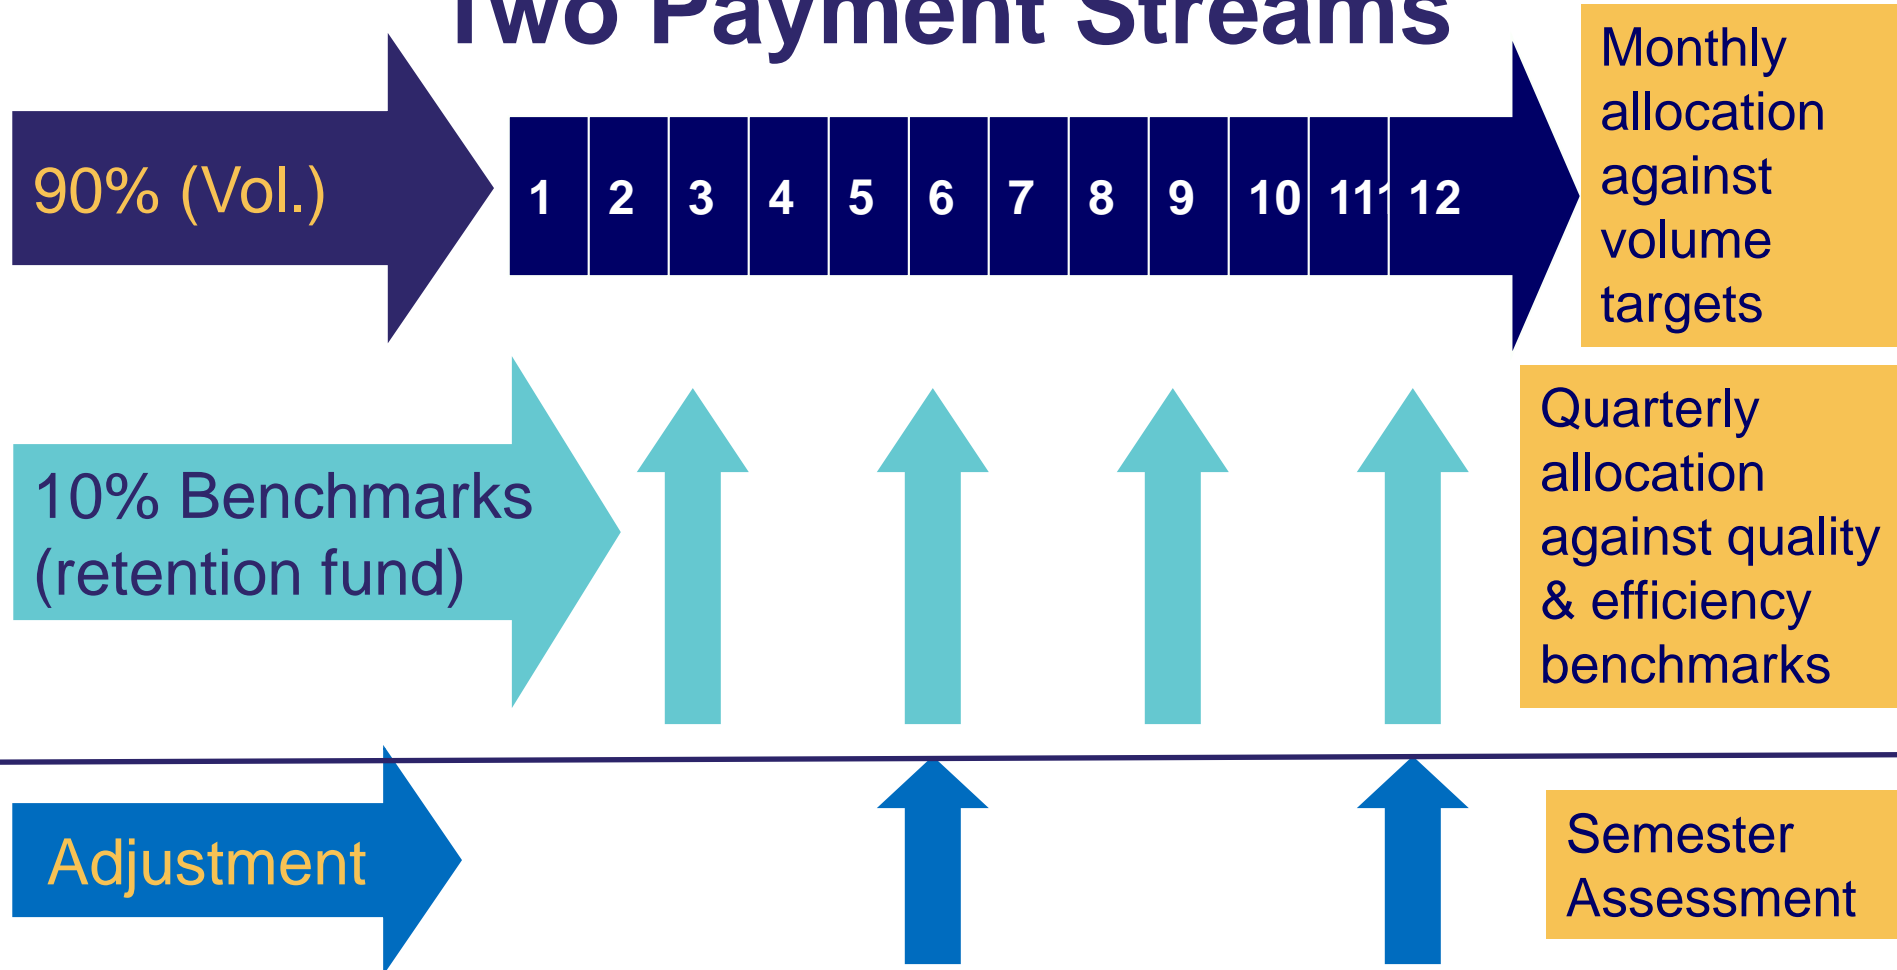 Two Payment Streams
90% (Vol.)
1 2 3 4 5 6 7 8 9 10 11 12
Monthly
allocation
against
volume
targets
10% Benchmarks
(retention fund)
Quarterly
allocation
against quality
& efficiency
benchmarks
Adjustment
Semester
Assessment